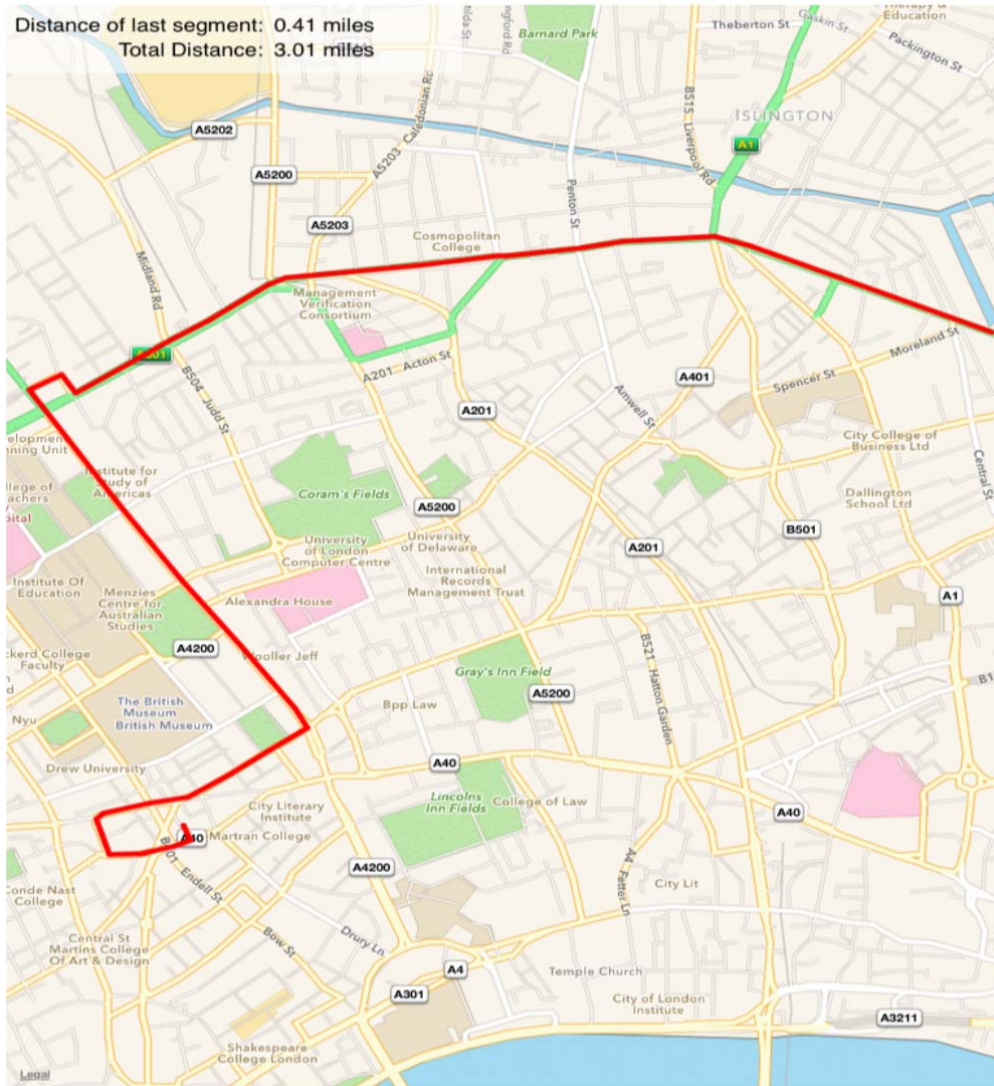 Distance of last segment: 0.41 miles
Total Distance: 3.01 miles
Theberton St
Gaskin St
Education
Packington St
Barnard Park
ISLINGTON
A5202
A5203 Caledonian Rd
B515 Liverpool Rd
A1
A5200
Penton St
A5203
Cosmopolitan
College
Midland Rd
Management
Verification
Consortium
Moreland St
A201 Acton St
B504 Judd St
A401
Spencer St
A201
Amwell St
City College of
Business Ltd
Institute for
Study of
Americas
Coram's Fields
Central St
Dallington
School Ltd
A5200
B501
University
of Delaware
University
of London
Computer Centre
A201
International
Records
Management Trust
Institute Of
Education
Menzies
Centre for
Australian
Studies
Alexandra House
A1
A4200
Faculty
Wooller Jeff
B521 Hatton Garden
Gray's Inn Field
A5200
The British
Museum
British Museum
Nyu
Bpp Law
Drew University
A40
City Literary
Institute
Lincolns
Inn Fields
College of Law
A40
A40
Martran College
Endell St
A4200
A4 Fetter Ln
City Lit
Conde Nast
College
Central St
Martins College
Of Art & Design
Bow St
Drury Ln
A4
Temple Church
A301
City of London
Institute
A3211
Shakespeare
College London
Legal